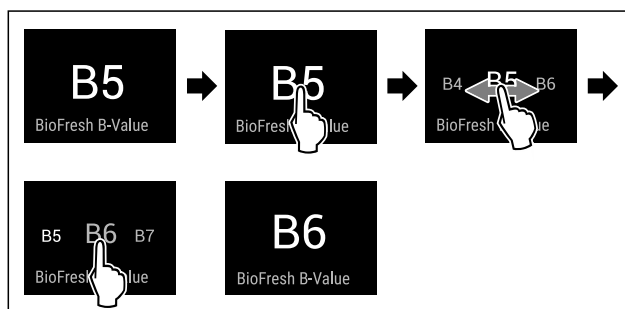 B5
BioFresh B-Value
B5
BioFresh lue
B4 B5 B6
BioFresh lue
B5 B6 B7
BioFresh lue
B6
BioFresh B-Value